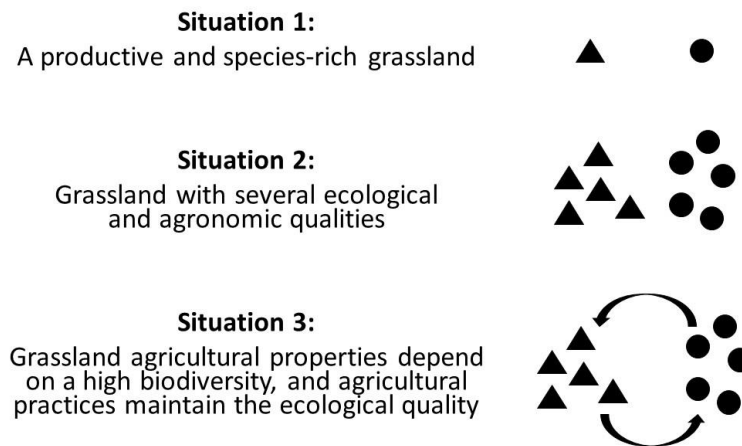 Situation 1:
A productive and species-rich grassland
Situation 2:
Grassland with several ecological
and agronomic qualities
Situation 3:
Grassland agricultural properties depend
on a high biodiversity, and agricultural
practices maintain the ecological quality